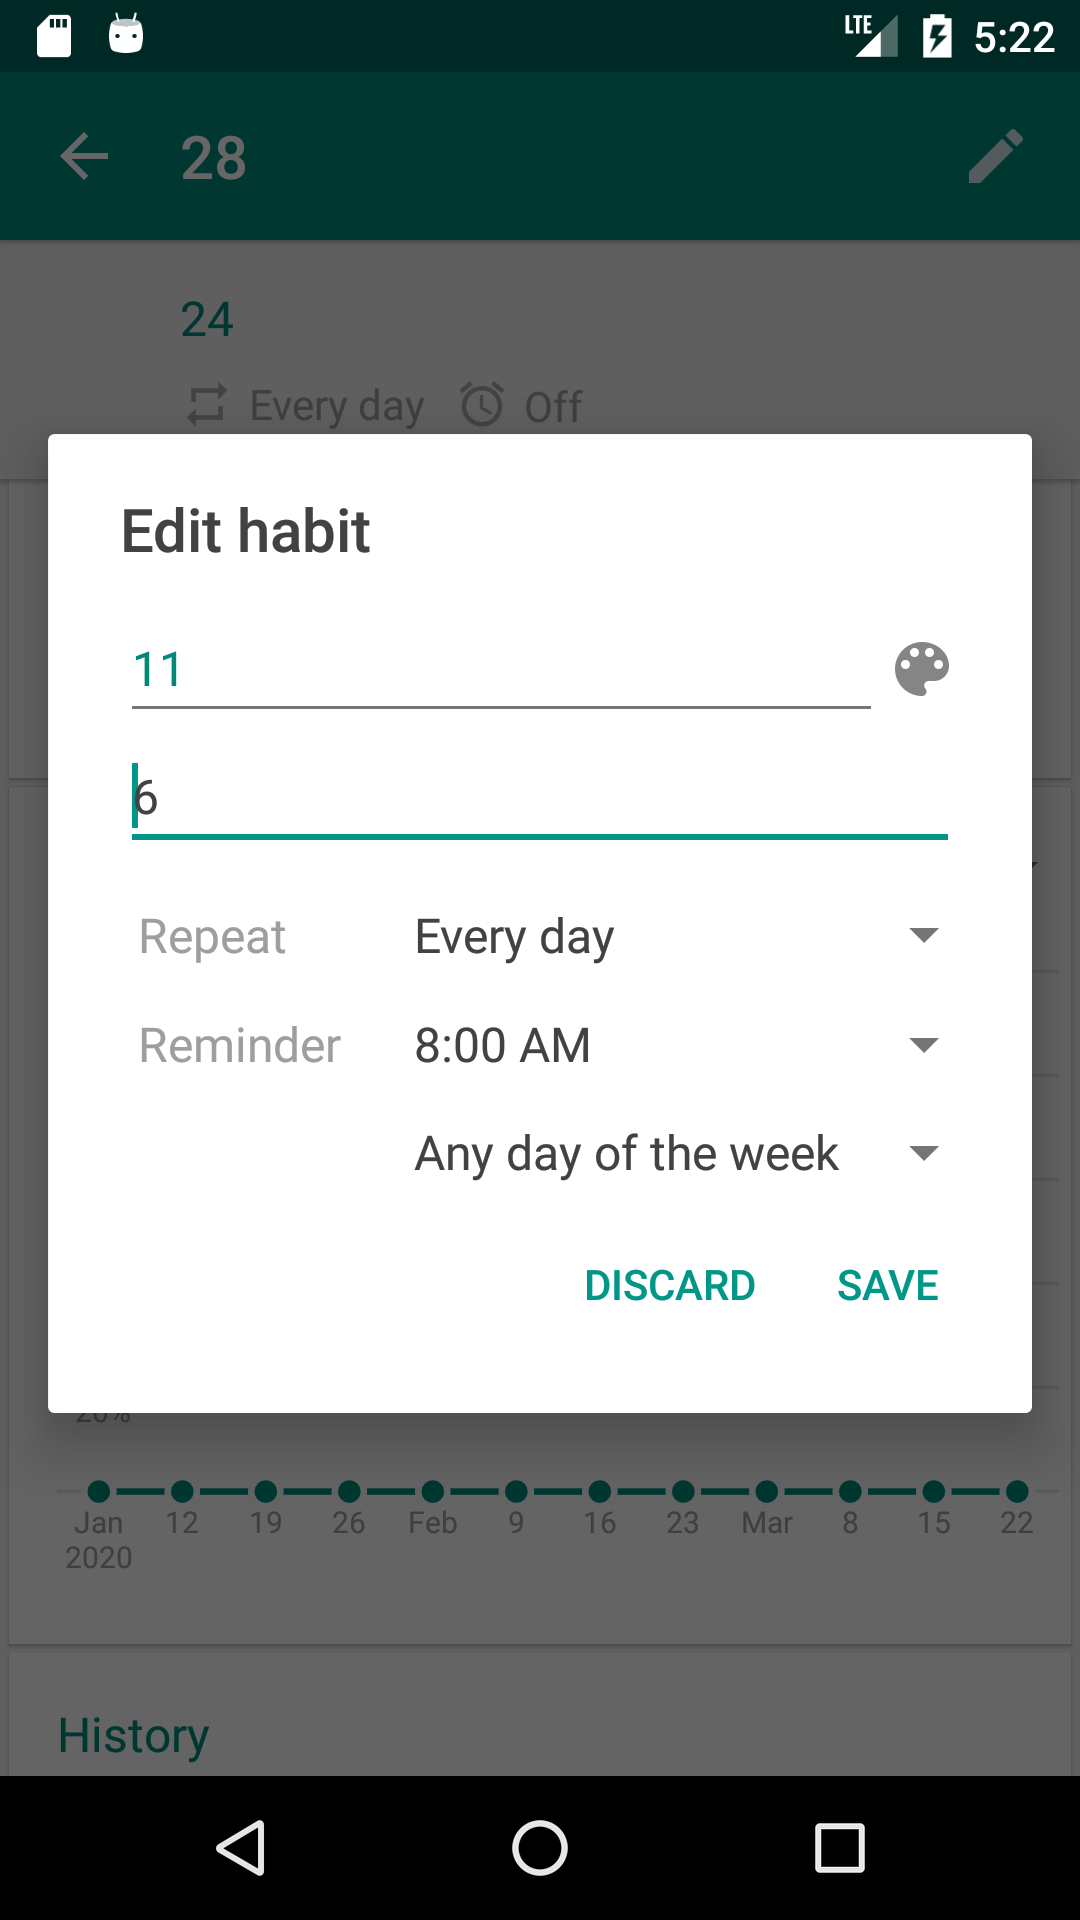 LTE 5:22
28
24
Every day Off
Edit habit
11
6
Repeat Every day
Reminder 8:00 AM
Any day of the week
DISCARD SAVE
20%
Jan 12 19 26 Feb 9 16 23 Mar 8 15 22
2020
History